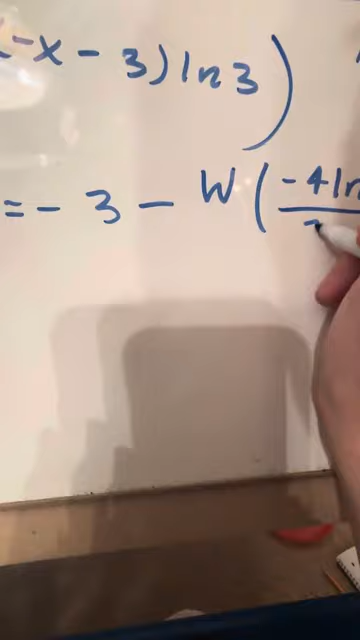 -x - 3) ln 3)
= - 3 - W(-4 ln